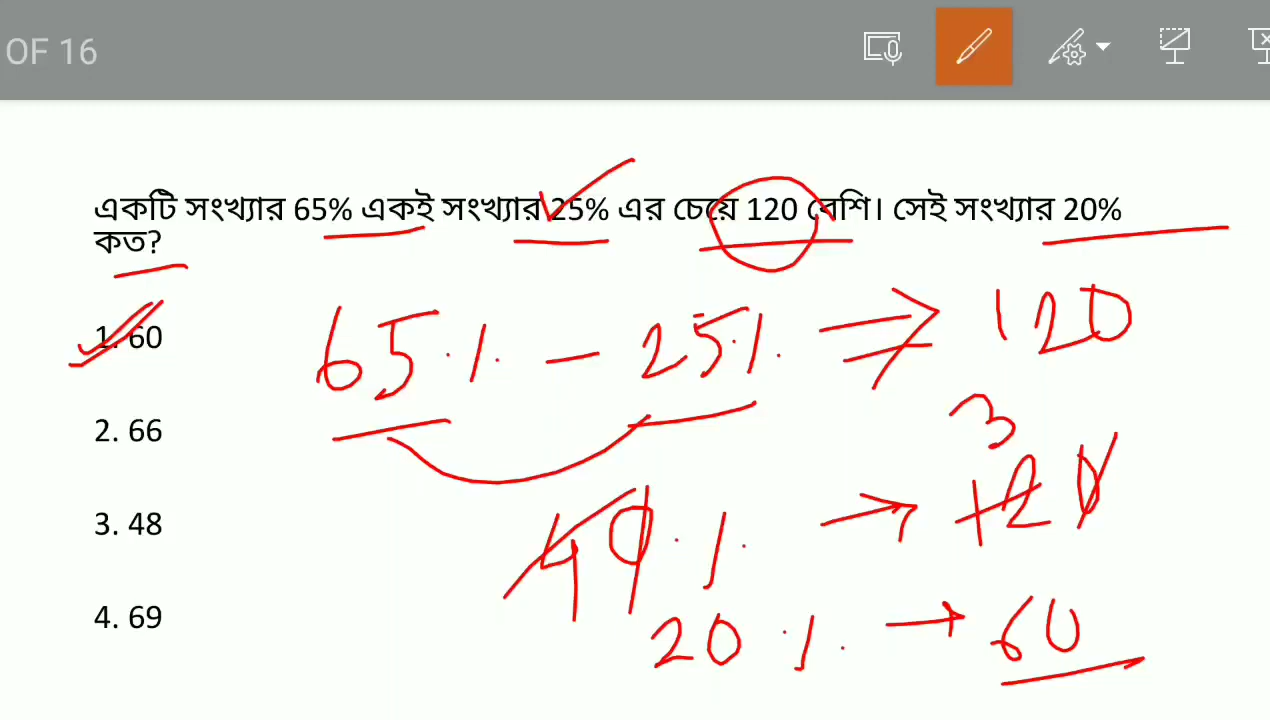 OF 16
একটি সংখ্যার 65% একই সংখ্যার 25% এর চেয়ে 120 বেশি। সেই সংখ্যার 20%
কত?
1. 60
65% - 25% ⇒ 120
2. 66
3
3. 48
40% → 120
4. 69
20% → 60